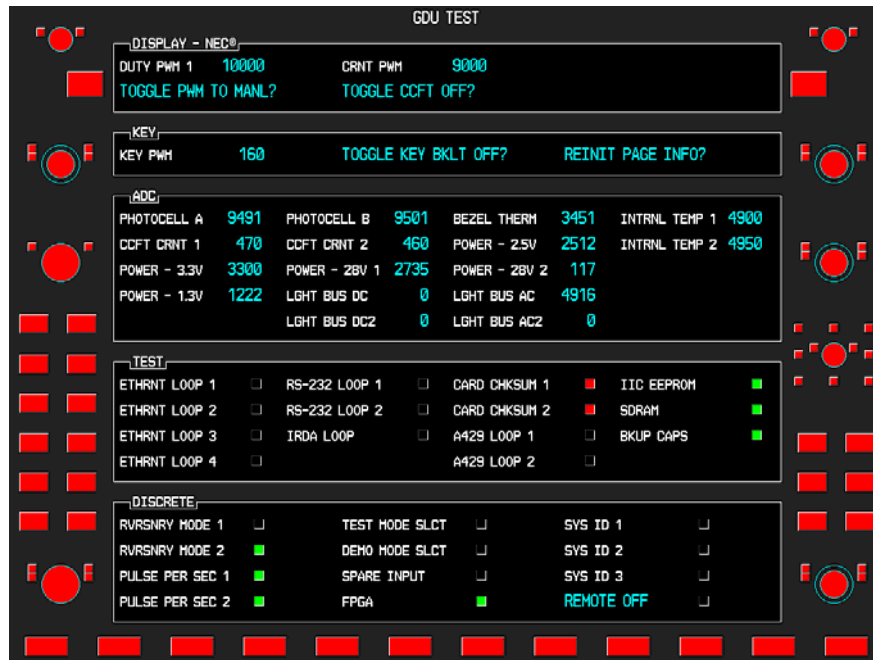 GDU TEST
DISPLAY - NEC®
DUTY PWM 1 10000 CRNT PWM 9000
TOGGLE PWM TO MANL? TOGGLE CCFT OFF?
KEY
KEY PWM 160 TOGGLE KEY BKLT OFF? REINIT PAGE INFO?
ADC
PHOTOCELL A 9491 PHOTOCELL B 9501 BEZEL THERM 3451 INTRNL TEMP 1 4900
CCFT CRNT 1 470 CCFT CRNT 2 460 POWER - 2.5V 2512 INTRNL TEMP 2 4950
POWER - 3.3V 3300 POWER - 28V 1 2735 POWER - 28V 2 117
POWER - 1.3V 1222 LGHT BUS DC 0 LGHT BUS AC 4916
LGHT BUS DC2 0 LGHT BUS AC2 0
TEST
ETHRNT LOOP 1 RS-232 LOOP 1 CARD CHKSUM 1 IIC EEPROM
ETHRNT LOOP 2 RS-232 LOOP 2 CARD CHKSUM 2 SDRAM
ETHRNT LOOP 3 IRDA LOOP A429 LOOP 1 BKUP CAPS
ETHRNT LOOP 4 A429 LOOP 2
DISCRETE
RVRSNRY MODE 1 TEST MODE SLCT SYS ID 1
RVRSNRY MODE 2 DEMO MODE SLCT SYS ID 2
PULSE PER SEC 1 SPARE INPUT SYS ID 3
PULSE PER SEC 2 FPGA REMOTE OFF